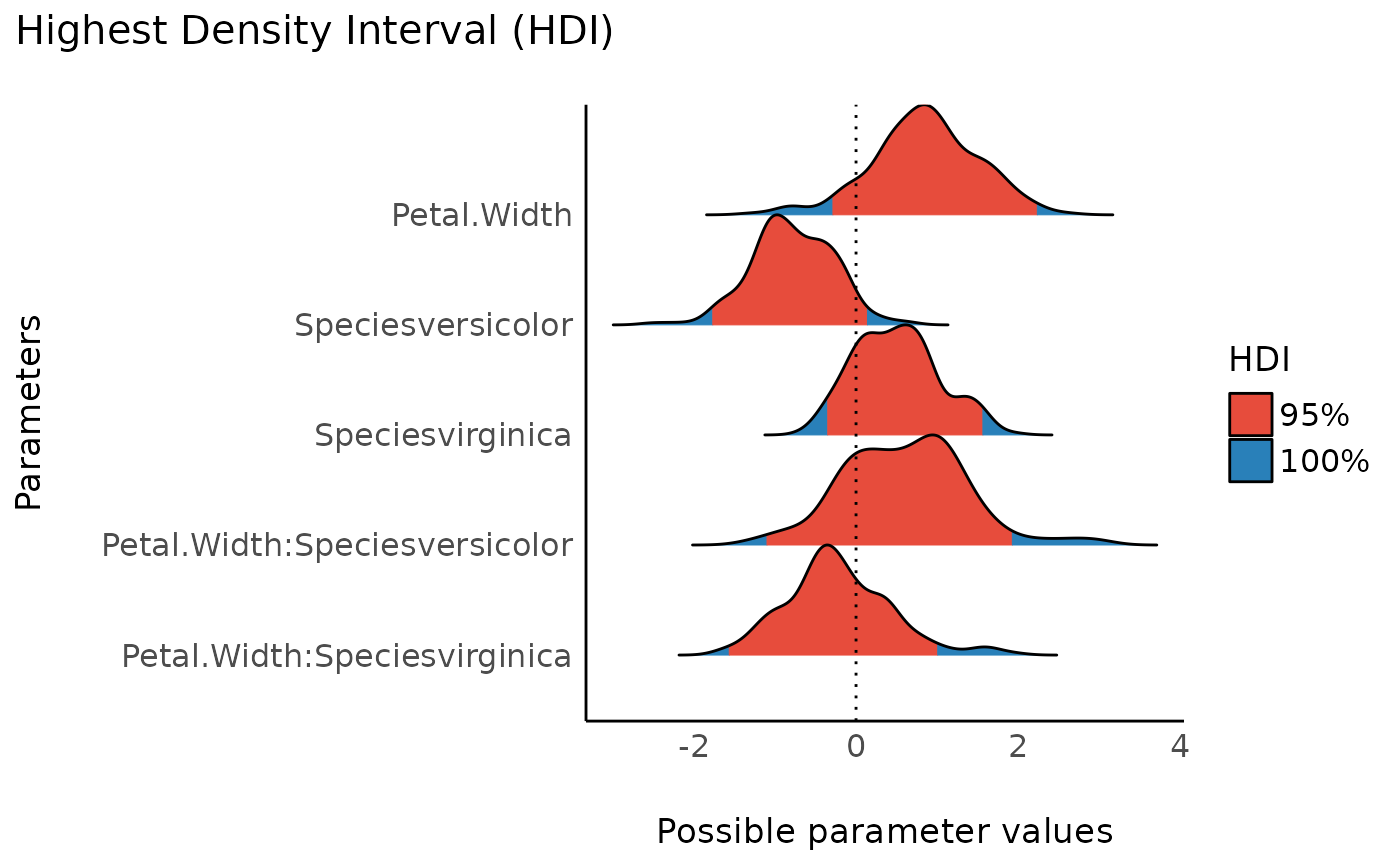 Highest Density Interval (HDI)
Parameters
Petal.Width
Speciesversicolor
Speciesvirginica
Petal.Width:Speciesversicolor
Petal.Width:Speciesvirginica
-2 0 2 4
Possible parameter values
HDI
95%
100%